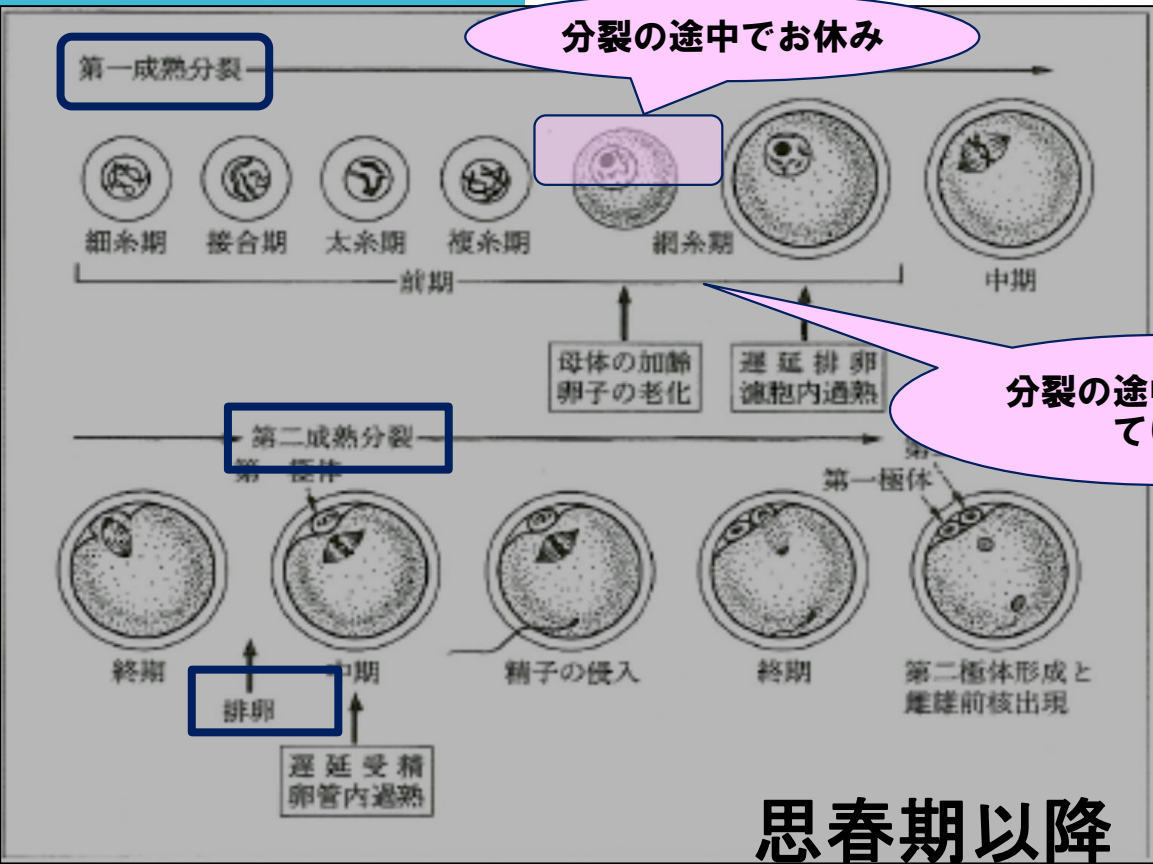 分裂の途中でお休み
第一成熟分裂
細糸期 接合期 太糸期 複糸期 網糸期
前期
中期
母体の加齢
卵子の老化
遅延排卵
濾胞内過熟
分裂の途
て
第二成熟分裂
第一極体
第一極体
終期 中期 精子の侵入 終期 第二極体形成と
雌雄前核出現
排卵
遅延受精
卵管内過熟
思春期以降